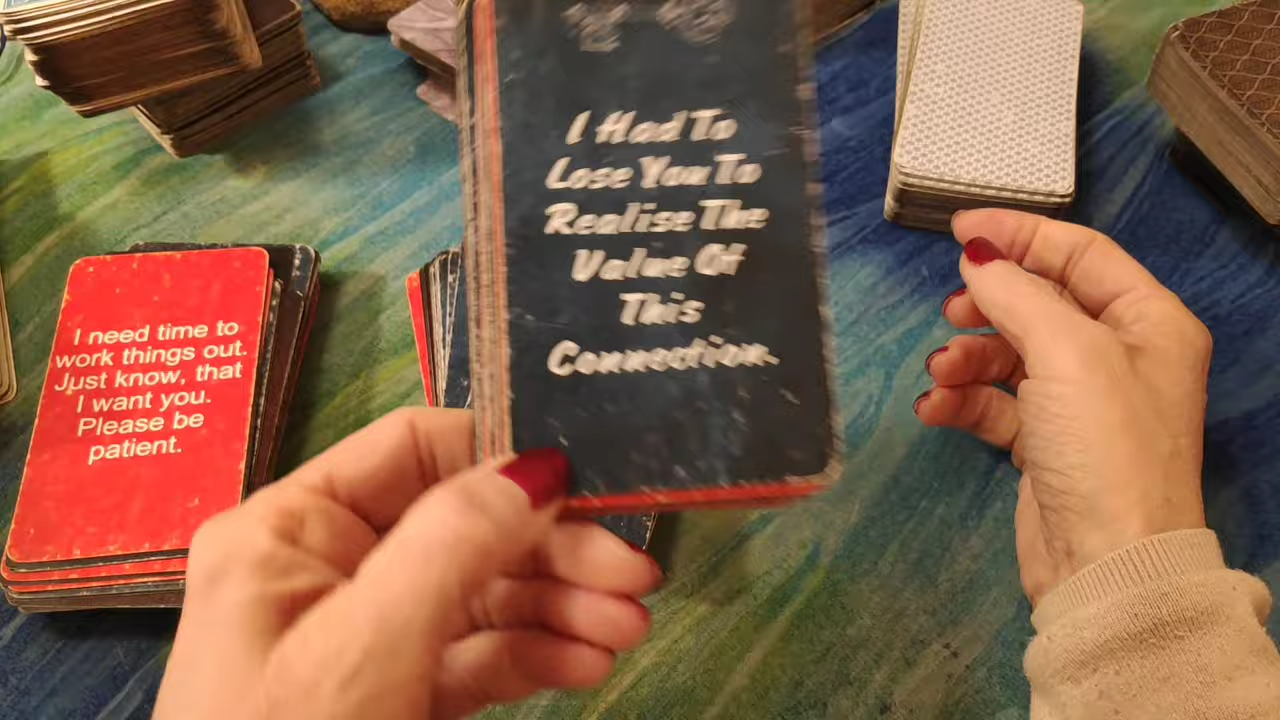 I Had To
Lose You To
Realise The
Value Of
This
Connection.
I need time to
work things out.
Just know, that
I want you.
Please be
patient.